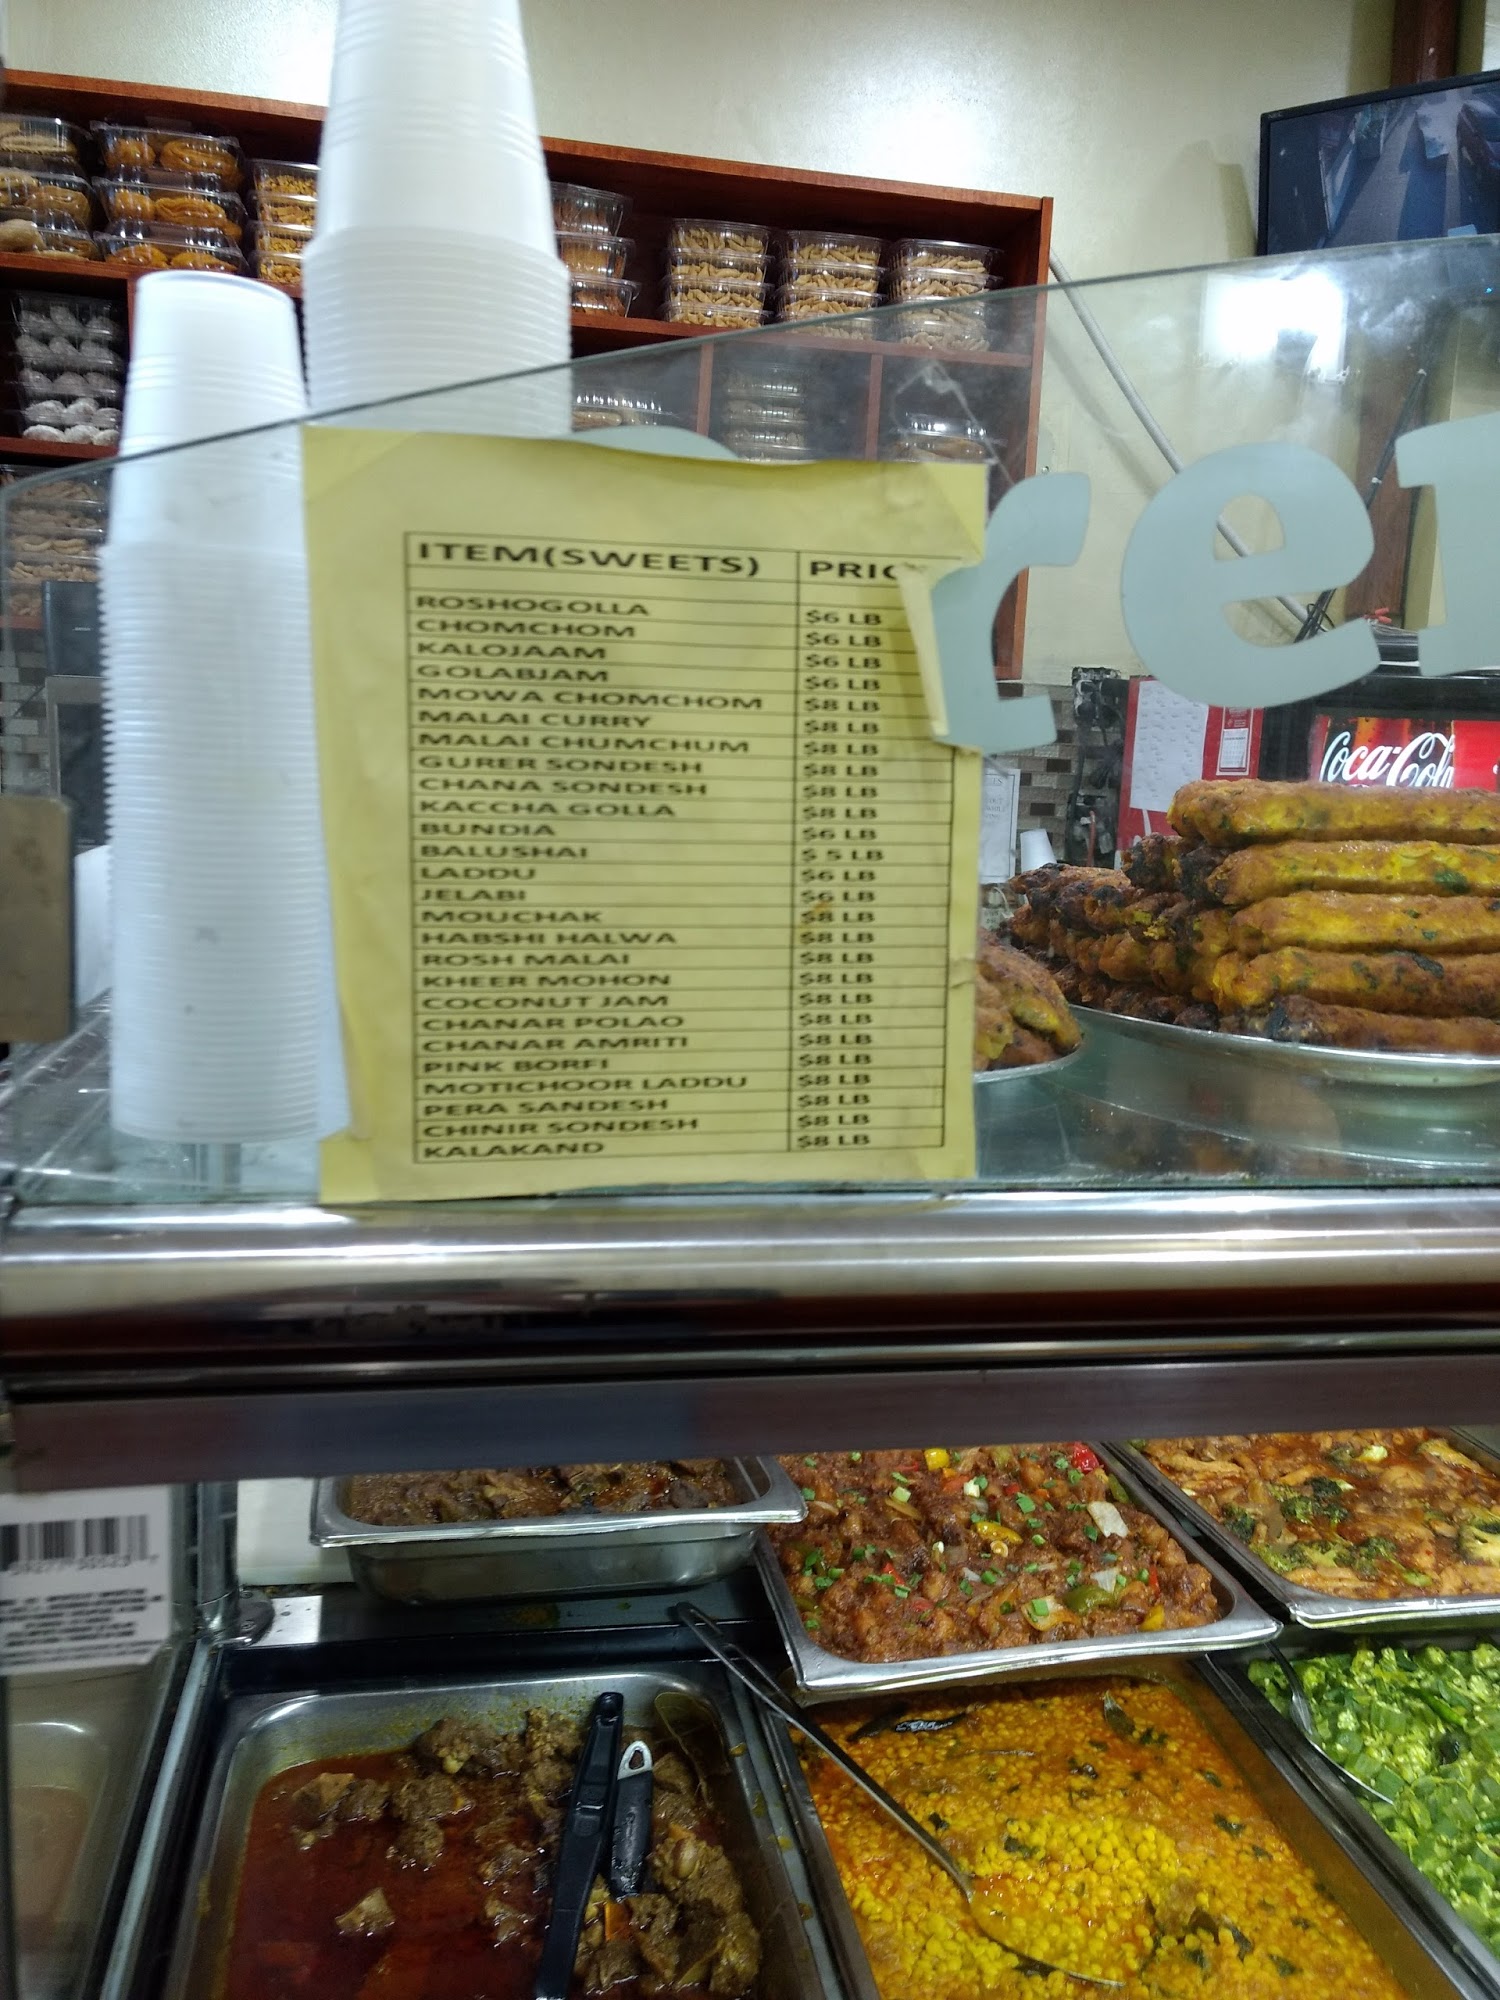 ITEM(SWEETS) PRIC
ROSHOGOLLA $6 LB
CHOMCHOM $6 LB
KALOJAAM $6 LB
GOLABJAM $6 LB
MOWA CHOMCHOM $8 LB
MALAI CURRY $8 LB
MALAI CHUMCHUM $8 LB
GURER SONDESH $8 LB
CHANA SONDESH $8 LB
KACCHA GOLLA $8 LB
BUNDIA $6 LB
BALUSHAI $ 5 LB
LADDU $6 LB
JELABI $6 LB
MOUCHAK $8 LB
HABSHI HALWA $8 LB
ROSH MALAI $8 LB
KHEER MOHON $8 LB
COCONUT JAM $8 LB
CHANAR POLAO $8 LB
CHANAR AMRITI $8 LB
PINK BORFI $8 LB
MOTICHOOR LADDU $8 LB
PERA SANDESH $8 LB
CHINIR SONDESH $8 LB
KALAKAND $8 LB
re
Coca-Cola